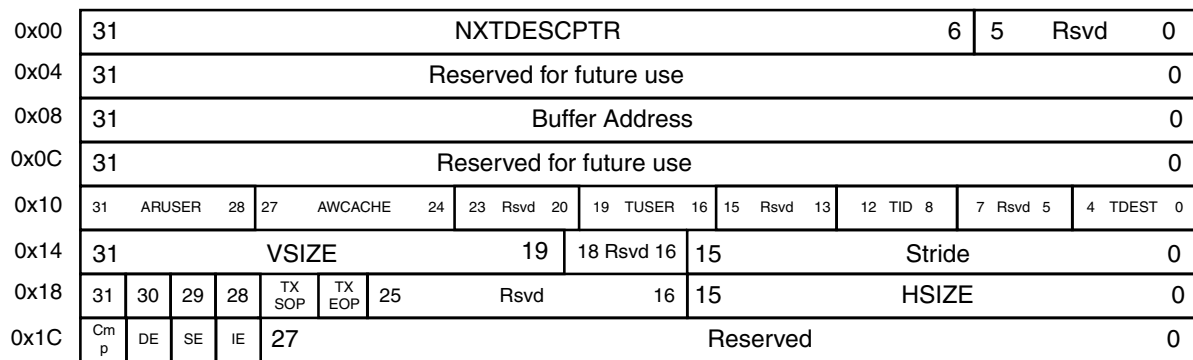 0x00 31 NXTDESCPTR 6 5 Rsvd 0
0x04 31 Reserved for future use 0
0x08 31 Buffer Address 0
0x0C 31 Reserved for future use 0
0x10 31 ARUSER 28 27 AWCACHE 24 23 Rsvd 20 19 TUSER 16 15 Rsvd 13 12 TID 8 7 Rsvd 5 4 TDEST 0
0x14 31 VSIZE 19 18 Rsvd 16 15 Stride 0
0x18 31 30 29 28 TX SOP TX EOP 25 Rsvd 16 15 HSIZE 0
0x1C Cm p DE SE IE 27 Reserved 0